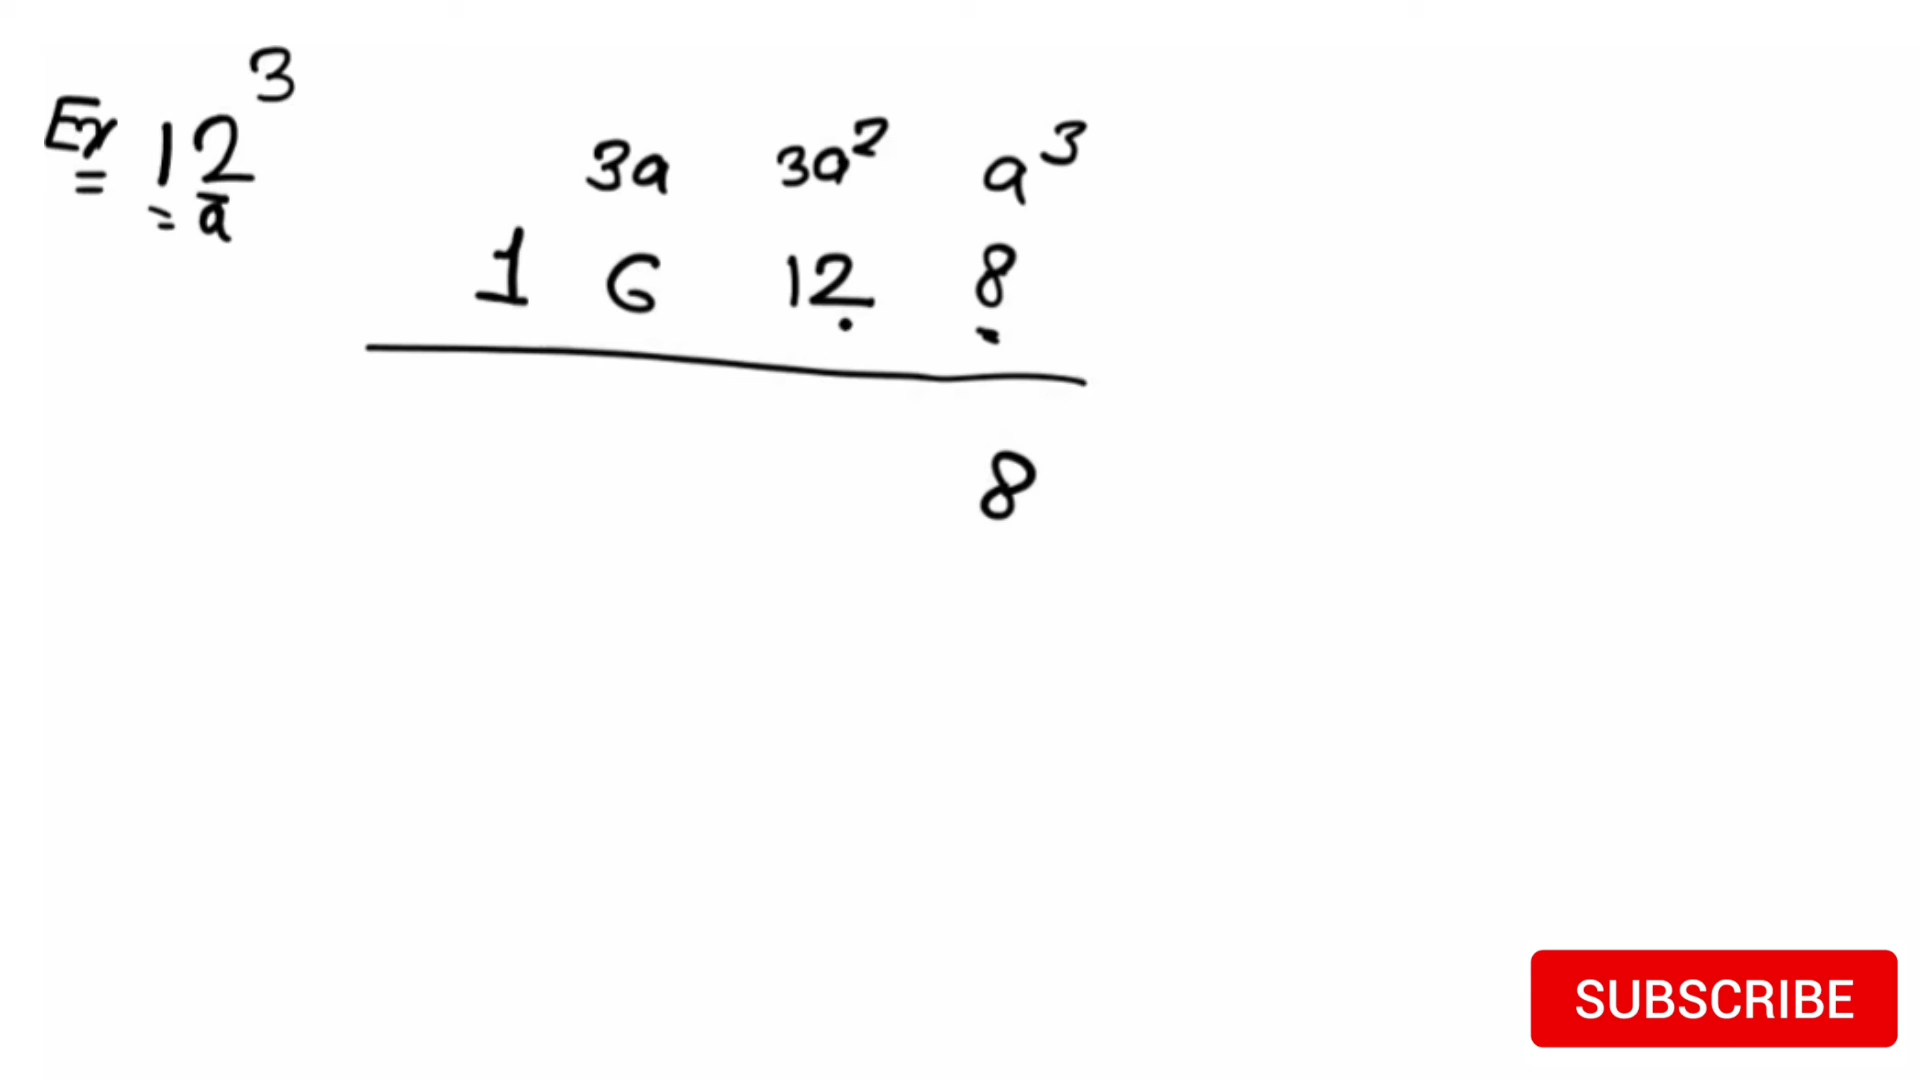 Ex 12³
= = a
3a 3a² a³
1 6 12 8
8
SUBSCRIBE